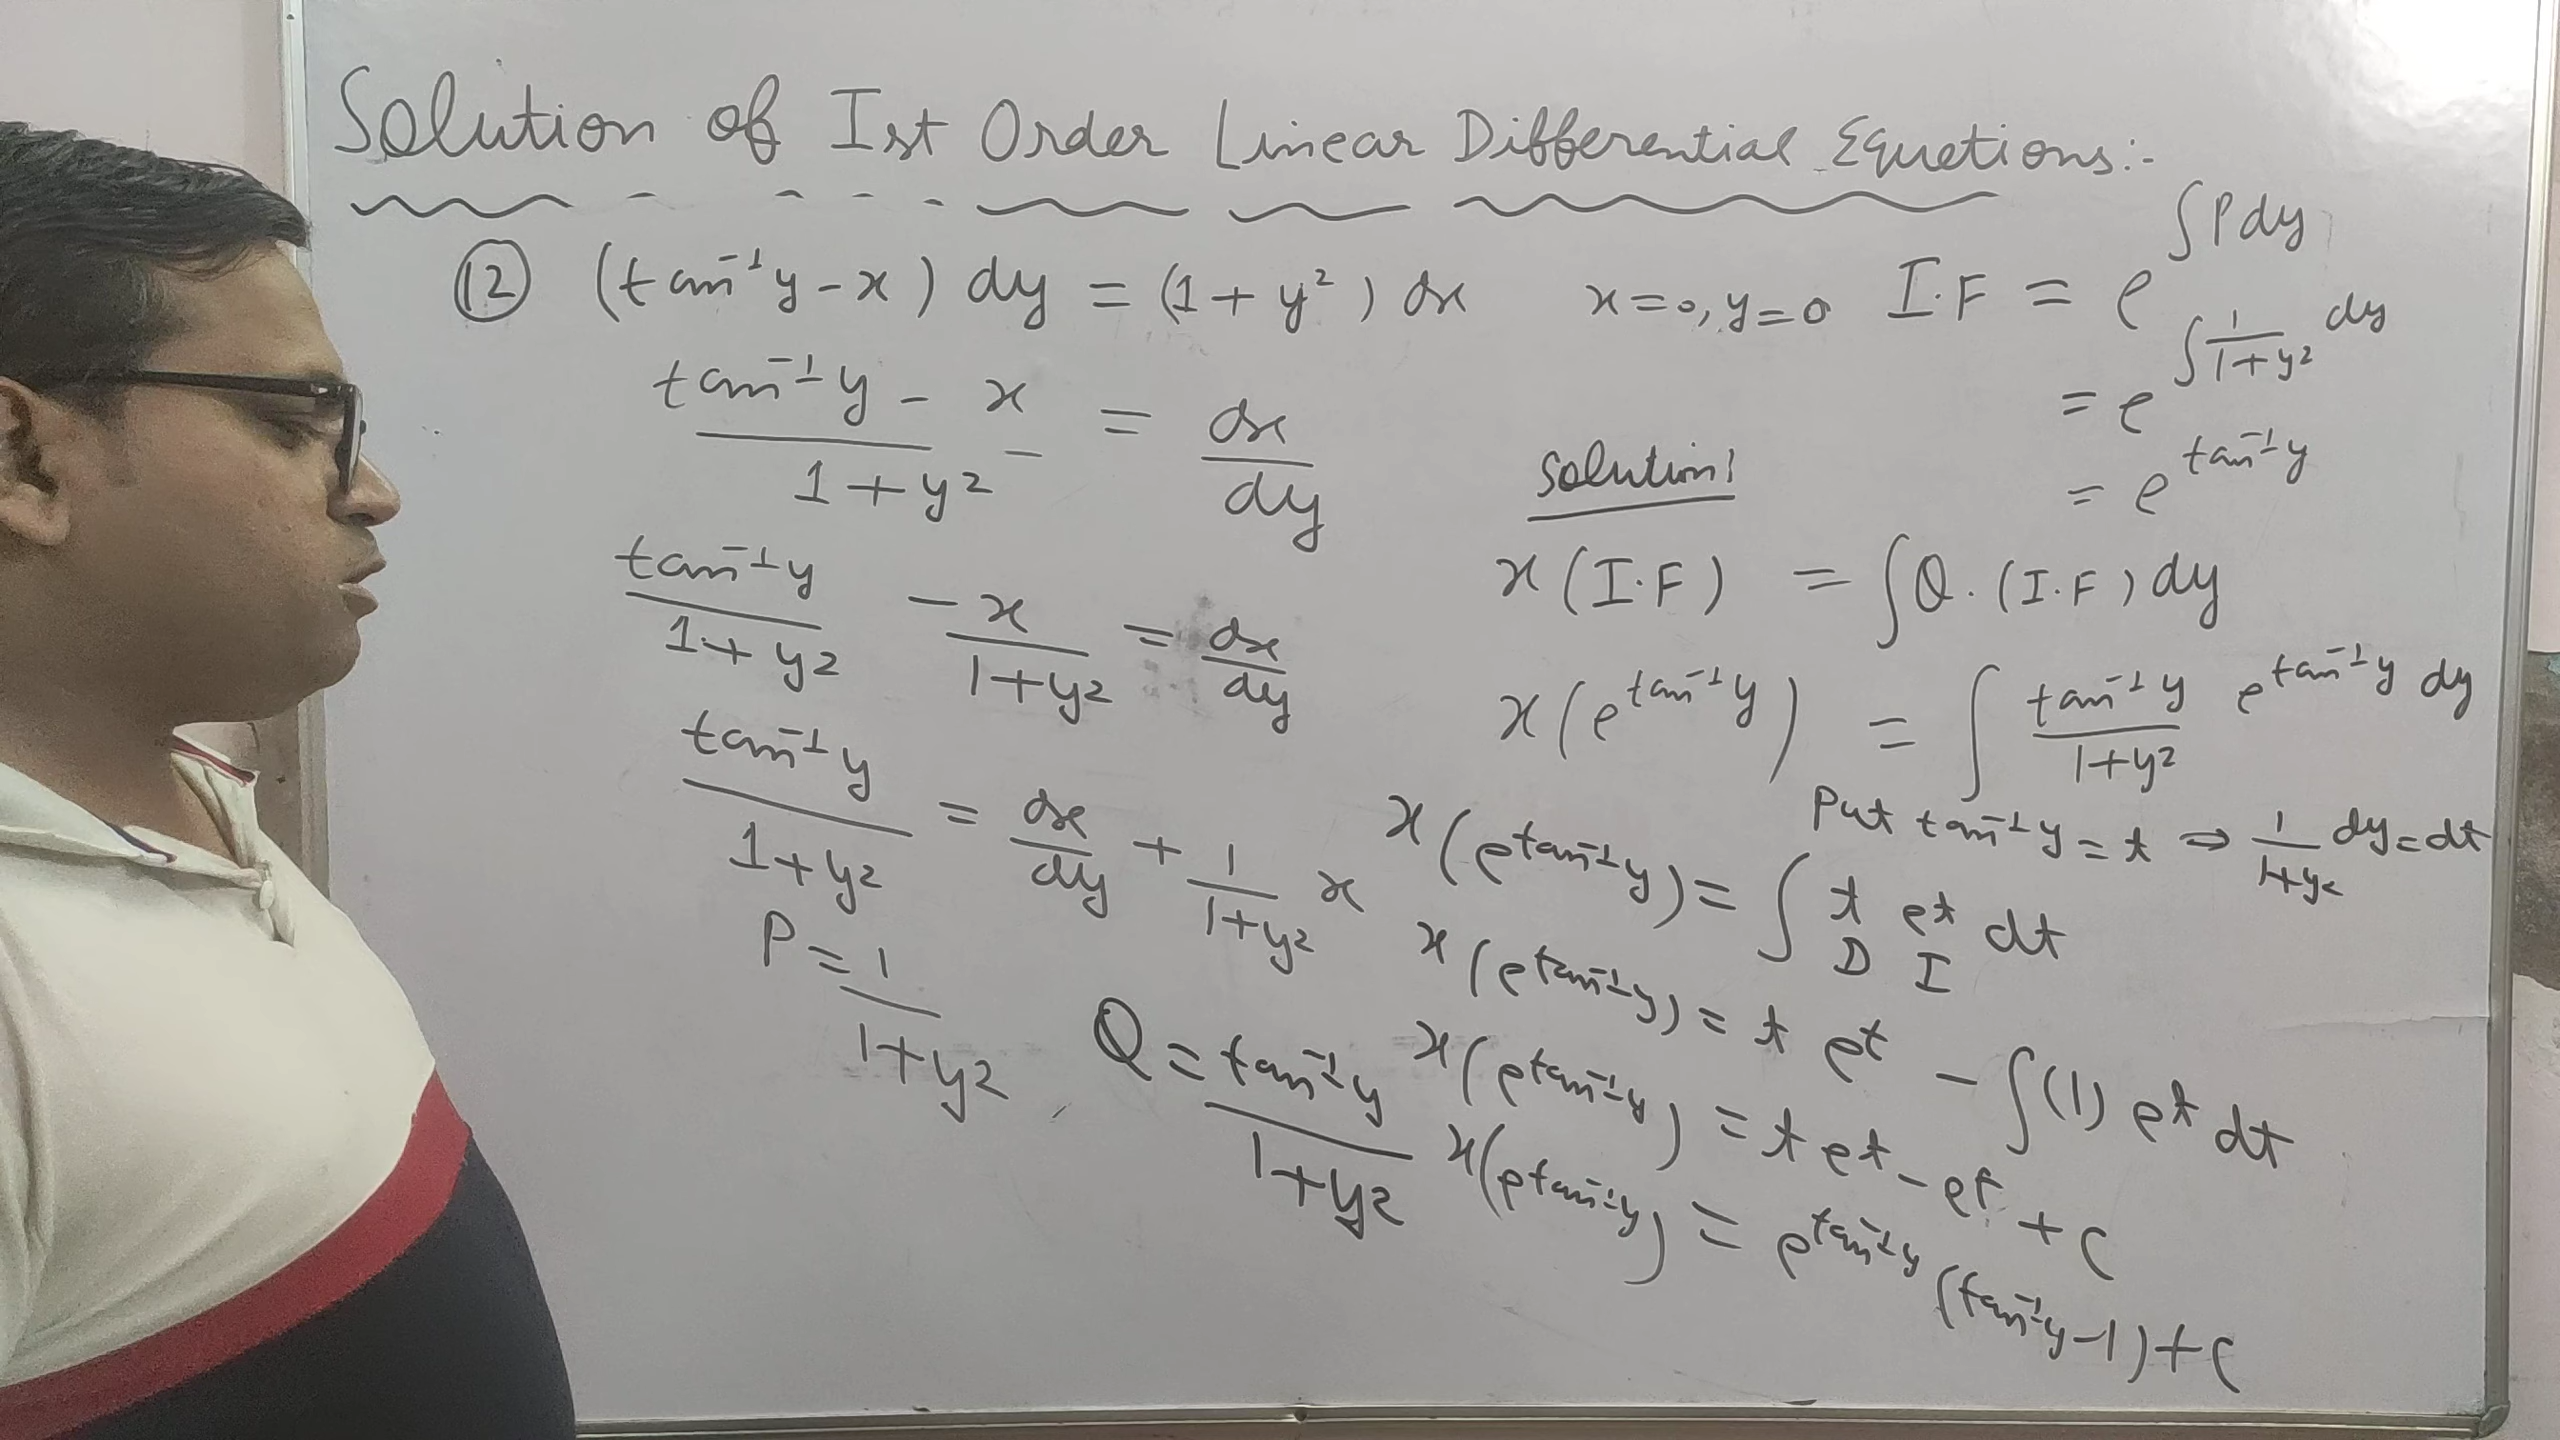 Solution of Ist Order Linear Differential Equetions:-
⑫ (tan⁻¹y - x) dy = (1 + y²) dx x=0, y=0
tan⁻¹y - x / 1 + y² = dx/dy
tan⁻¹y / 1 + y² - x / 1+y² = dx/dy
tan⁻¹y / 1+y² = dx/dy + 1/1+y² x
P = 1/1+y²
Q = tan⁻¹y / 1+y²
I.F = e^∫Pdy
= e^∫1/1+y² dy
= e^tan⁻¹y
Solution:
x(I.F) = ∫Q.(I.F) dy
x(e^tan⁻¹y) = ∫ tan⁻¹y / 1+y² e^tan⁻¹y dy
Put tan⁻¹y = t ⇒ 1/1+y² dy = dt
x(e^tan⁻¹y) = ∫ t e^t dt
D I
x(e^tan⁻¹y) = t e^t - ∫(1) e^t dt
x(e^tan⁻¹y) = t e^t - e^t + C
x(e^tan⁻¹y) = e^tan⁻¹y (tan⁻¹y - 1) + C